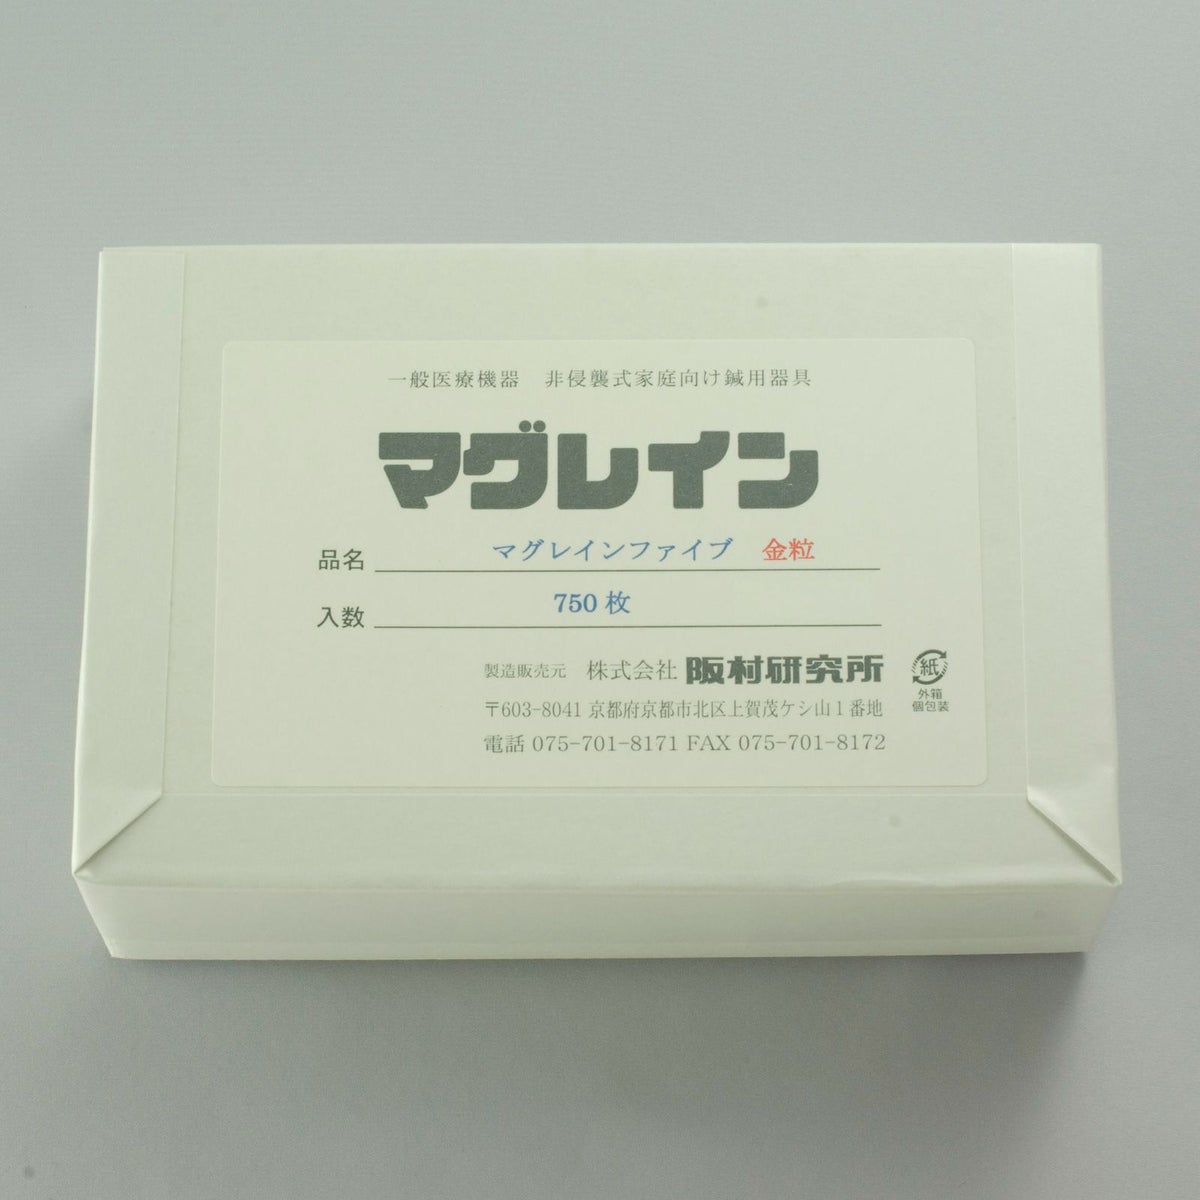 一般医療機器　非侵襲式家庭向け鍼用器具
マグレイン
品名 マグレインファイブ 金粒
入数 750 枚
製造販売元 株式会社 阪村研究所
〒603-8041 京都府京都市北区上賀茂ケシ山1番地
電話 075-701-8171 FAX 075-701-8172
紙
外箱
個包装